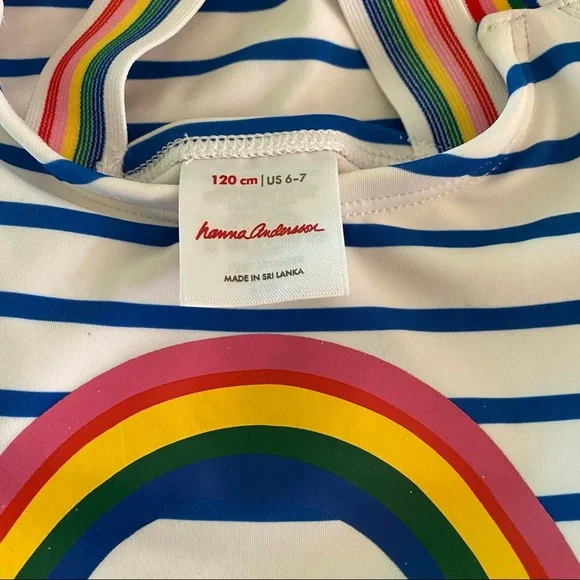 120 cm | US 6-7
hanna Andersson
MADE IN SRI LANKA